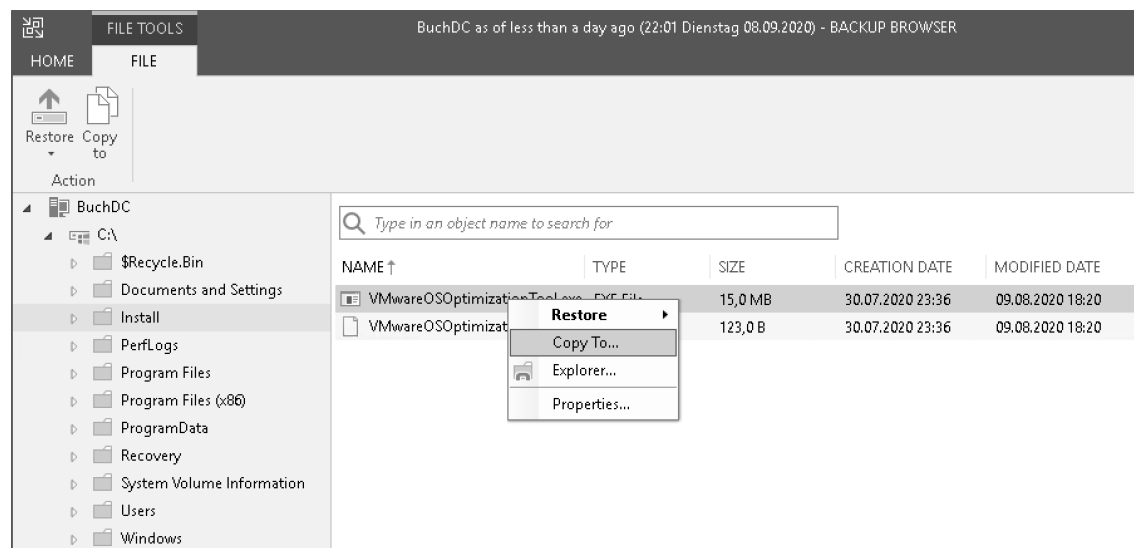 FILE TOOLS
BuchDC as of less than a day ago (22:01 Dienstag 08.09.2020) - BACKUP BROWSER
HOME
FILE
Restore
Copy to
Action
BuchDC
C:\
$Recycle.Bin
Documents and Settings
Install
PerfLogs
Program Files
Program Files (x86)
ProgramData
Recovery
System Volume Information
Users
Windows
Type in an object name to search for
NAME TYPE SIZE CREATION DATE MODIFIED DATE
VMwareOSOptimizationTool.exe EXE File 15,0 MB 30.07.2020 23:36 09.08.2020 18:20
VMwareOSOptimizat 123,0 B 30.07.2020 23:36 09.08.2020 18:20
Restore
Copy To...
Explorer...
Properties...